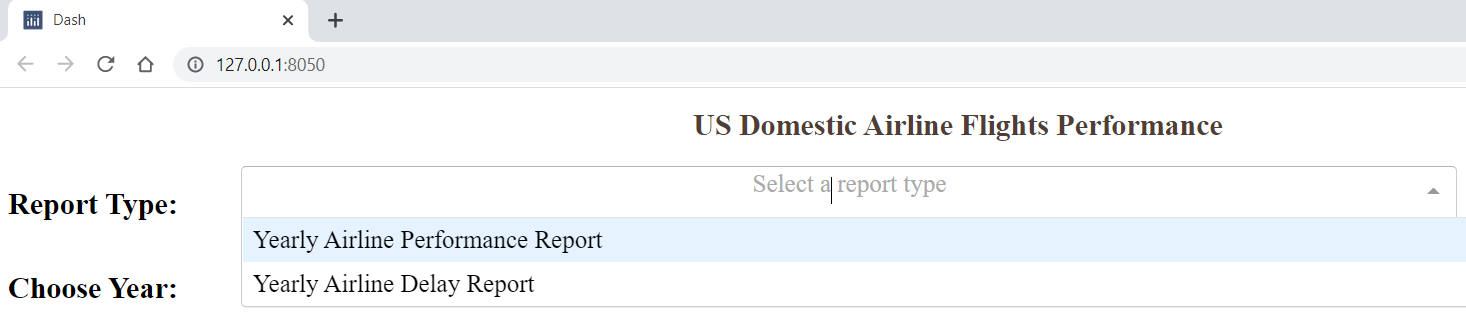 Dash
127.0.0.1:8050
US Domestic Airline Flights Performance
Select a report type
Report Type:
Yearly Airline Performance Report
Yearly Airline Delay Report
Choose Year: